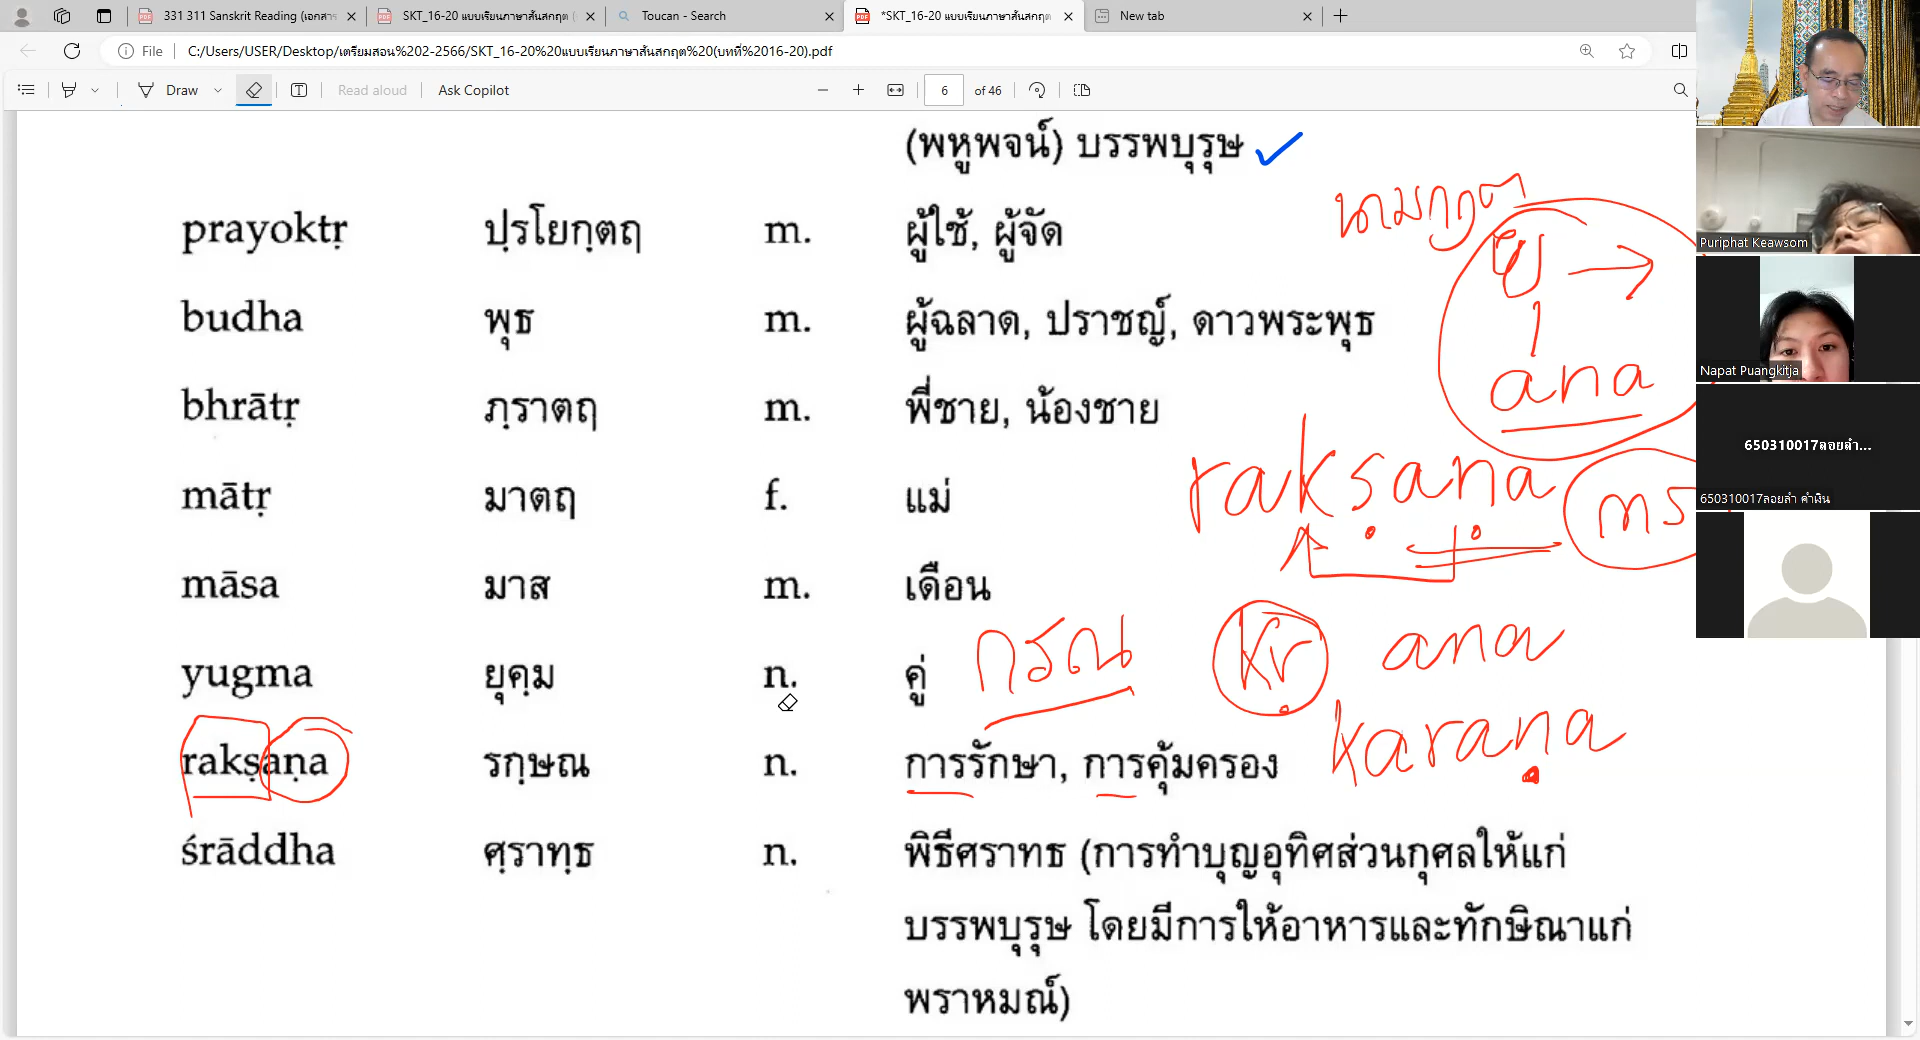 331 311 Sanskrit Reading (เอกสาร
SKT_16-20 แบบเรียนภาษาสันสกฤต
Toucan - Search
*SKT_16-20 แบบเรียนภาษาสันสกฤต
New tab
File
C:/Users/USER/Desktop/เตรียมสอน%202-2566/SKT_16-20%20แบบเรียนภาษาสันสกฤต%20(บทที่%2016-20).pdf
Draw
Read aloud
Ask Copilot
6 of 46
(พหูพจน์) บรรพบุรุษ
prayoktṛ ปฺรโยกฺตฤ m. ผู้ใช้, ผู้จัด
budha พุธ m. ผู้ฉลาด, ปราชญ์, ดาวพระพุธ
bhrātṛ ภฺราตฤ m. พี่ชาย, น้องชาย
mātṛ มาตฤ f. แม่
māsa มาส m. เดือน
yugma ยุคฺม n. คู่
rakṣaṇa รกฺษณ n. การรักษา, การคุ้มครอง
śrāddha ศฺราทฺธ n. พิธีศราทธ (การทำบุญอุทิศส่วนกุศลให้แก่
บรรพบุรุษ โดยมีการให้อาหารและทักษิณาแก่
พราหมณ์)
นามกฤต
ยุ
ana
rakṣaṇa
การ
กรณ
kṛ ana
karaṇa
Puriphat Keawsom
Napat Puangkitja
650310017ลอยลำ...
650310017ลอยลำ คำผิน